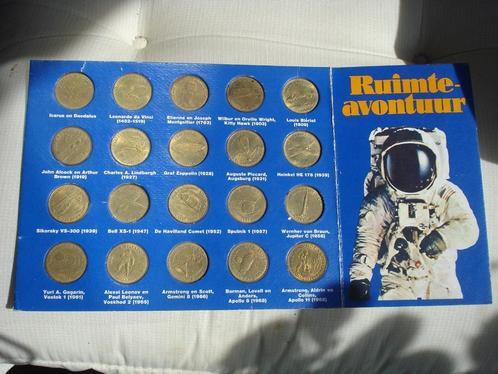 Ruimte-
avontuur
Icarus en Daedalus
Leonardo da Vinci
(1452-1519)
Etienne en Joseph
Montgolfier (1783)
Wilbur en Orville Wright,
Kitty Hawk (1903)
Louis Blériot
(1909)
John Alcock en Arthur
Brown (1919)
Charles A. Lindbergh
(1927)
Graf Zeppelin (1928)
Auguste Piccard,
Augsburg (1931)
Heinkel HE 178 (1939)
Sikorsky VS-300 (1939)
Bell XS-1 (1947)
De Havilland Comet (1952)
Sputnik 1 (1957)
Wernher van Braun,
Jupiter C (1958)
Yuri A. Gagarin,
Vostok 1 (1961)
Alexei Leonov en
Paul Belyaev,
Voskhod 2 (1965)
Armstrong en Scott,
Gemini 8 (1966)
Borman, Lovell en
Anders,
Apollo 8 (1968)
Armstrong, Aldrin en
Collins,
Apollo 11 (1969)